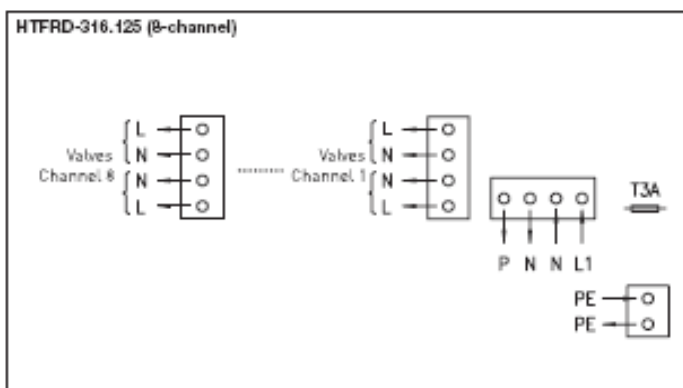 HTFRD-316.125 (8-channel)
L
N
Valves
Channel 8
N
L
L
N
Valves
Channel 1
N
L
T3A
P N N L1
PE
PE